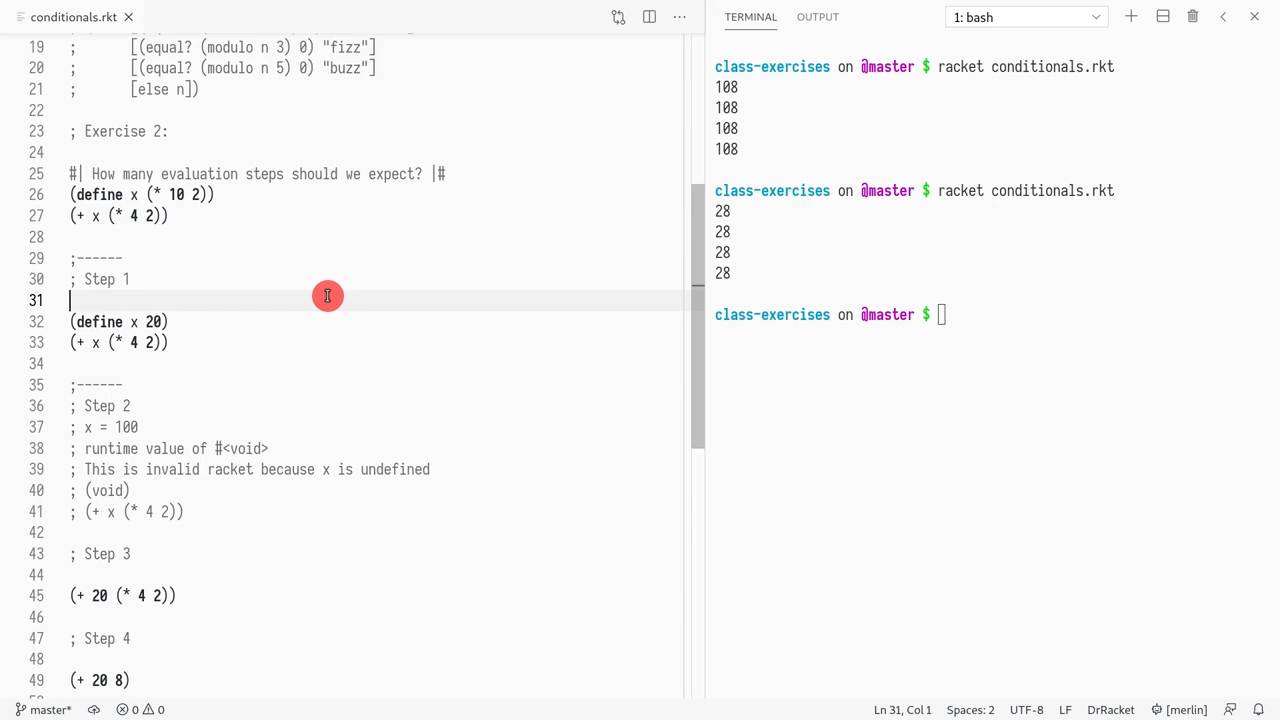 conditionals.rkt
19 ; [(equal? (modulo n 3) 0) "fizz"]
20 ; [(equal? (modulo n 5) 0) "buzz"]
21 ; [else n])
22
23 ; Exercise 2:
24
25 #| How many evaluation steps should we expect? |#
26 (define x (* 10 2))
27 (+ x (* 4 2))
28
29 ;------
30 ; Step 1
31
32 (define x 20)
33 (+ x (* 4 2))
34
35 ;------
36 ; Step 2
37 ; x = 100
38 ; runtime value of #<void>
39 ; This is invalid racket because x is undefined
40 ; (void)
41 ; (+ x (* 4 2))
42
43 ; Step 3
44
45 (+ 20 (* 4 2))
46
47 ; Step 4
48
49 (+ 20 8)
TERMINAL OUTPUT 1: bash
class-exercises on @master $ racket conditionals.rkt
108
108
108
108
class-exercises on @master $ racket conditionals.rkt
28
28
28
28
class-exercises on @master $
master* 0 0 Ln 31, Col 1 Spaces: 2 UTF-8 LF DrRacket [merlin]